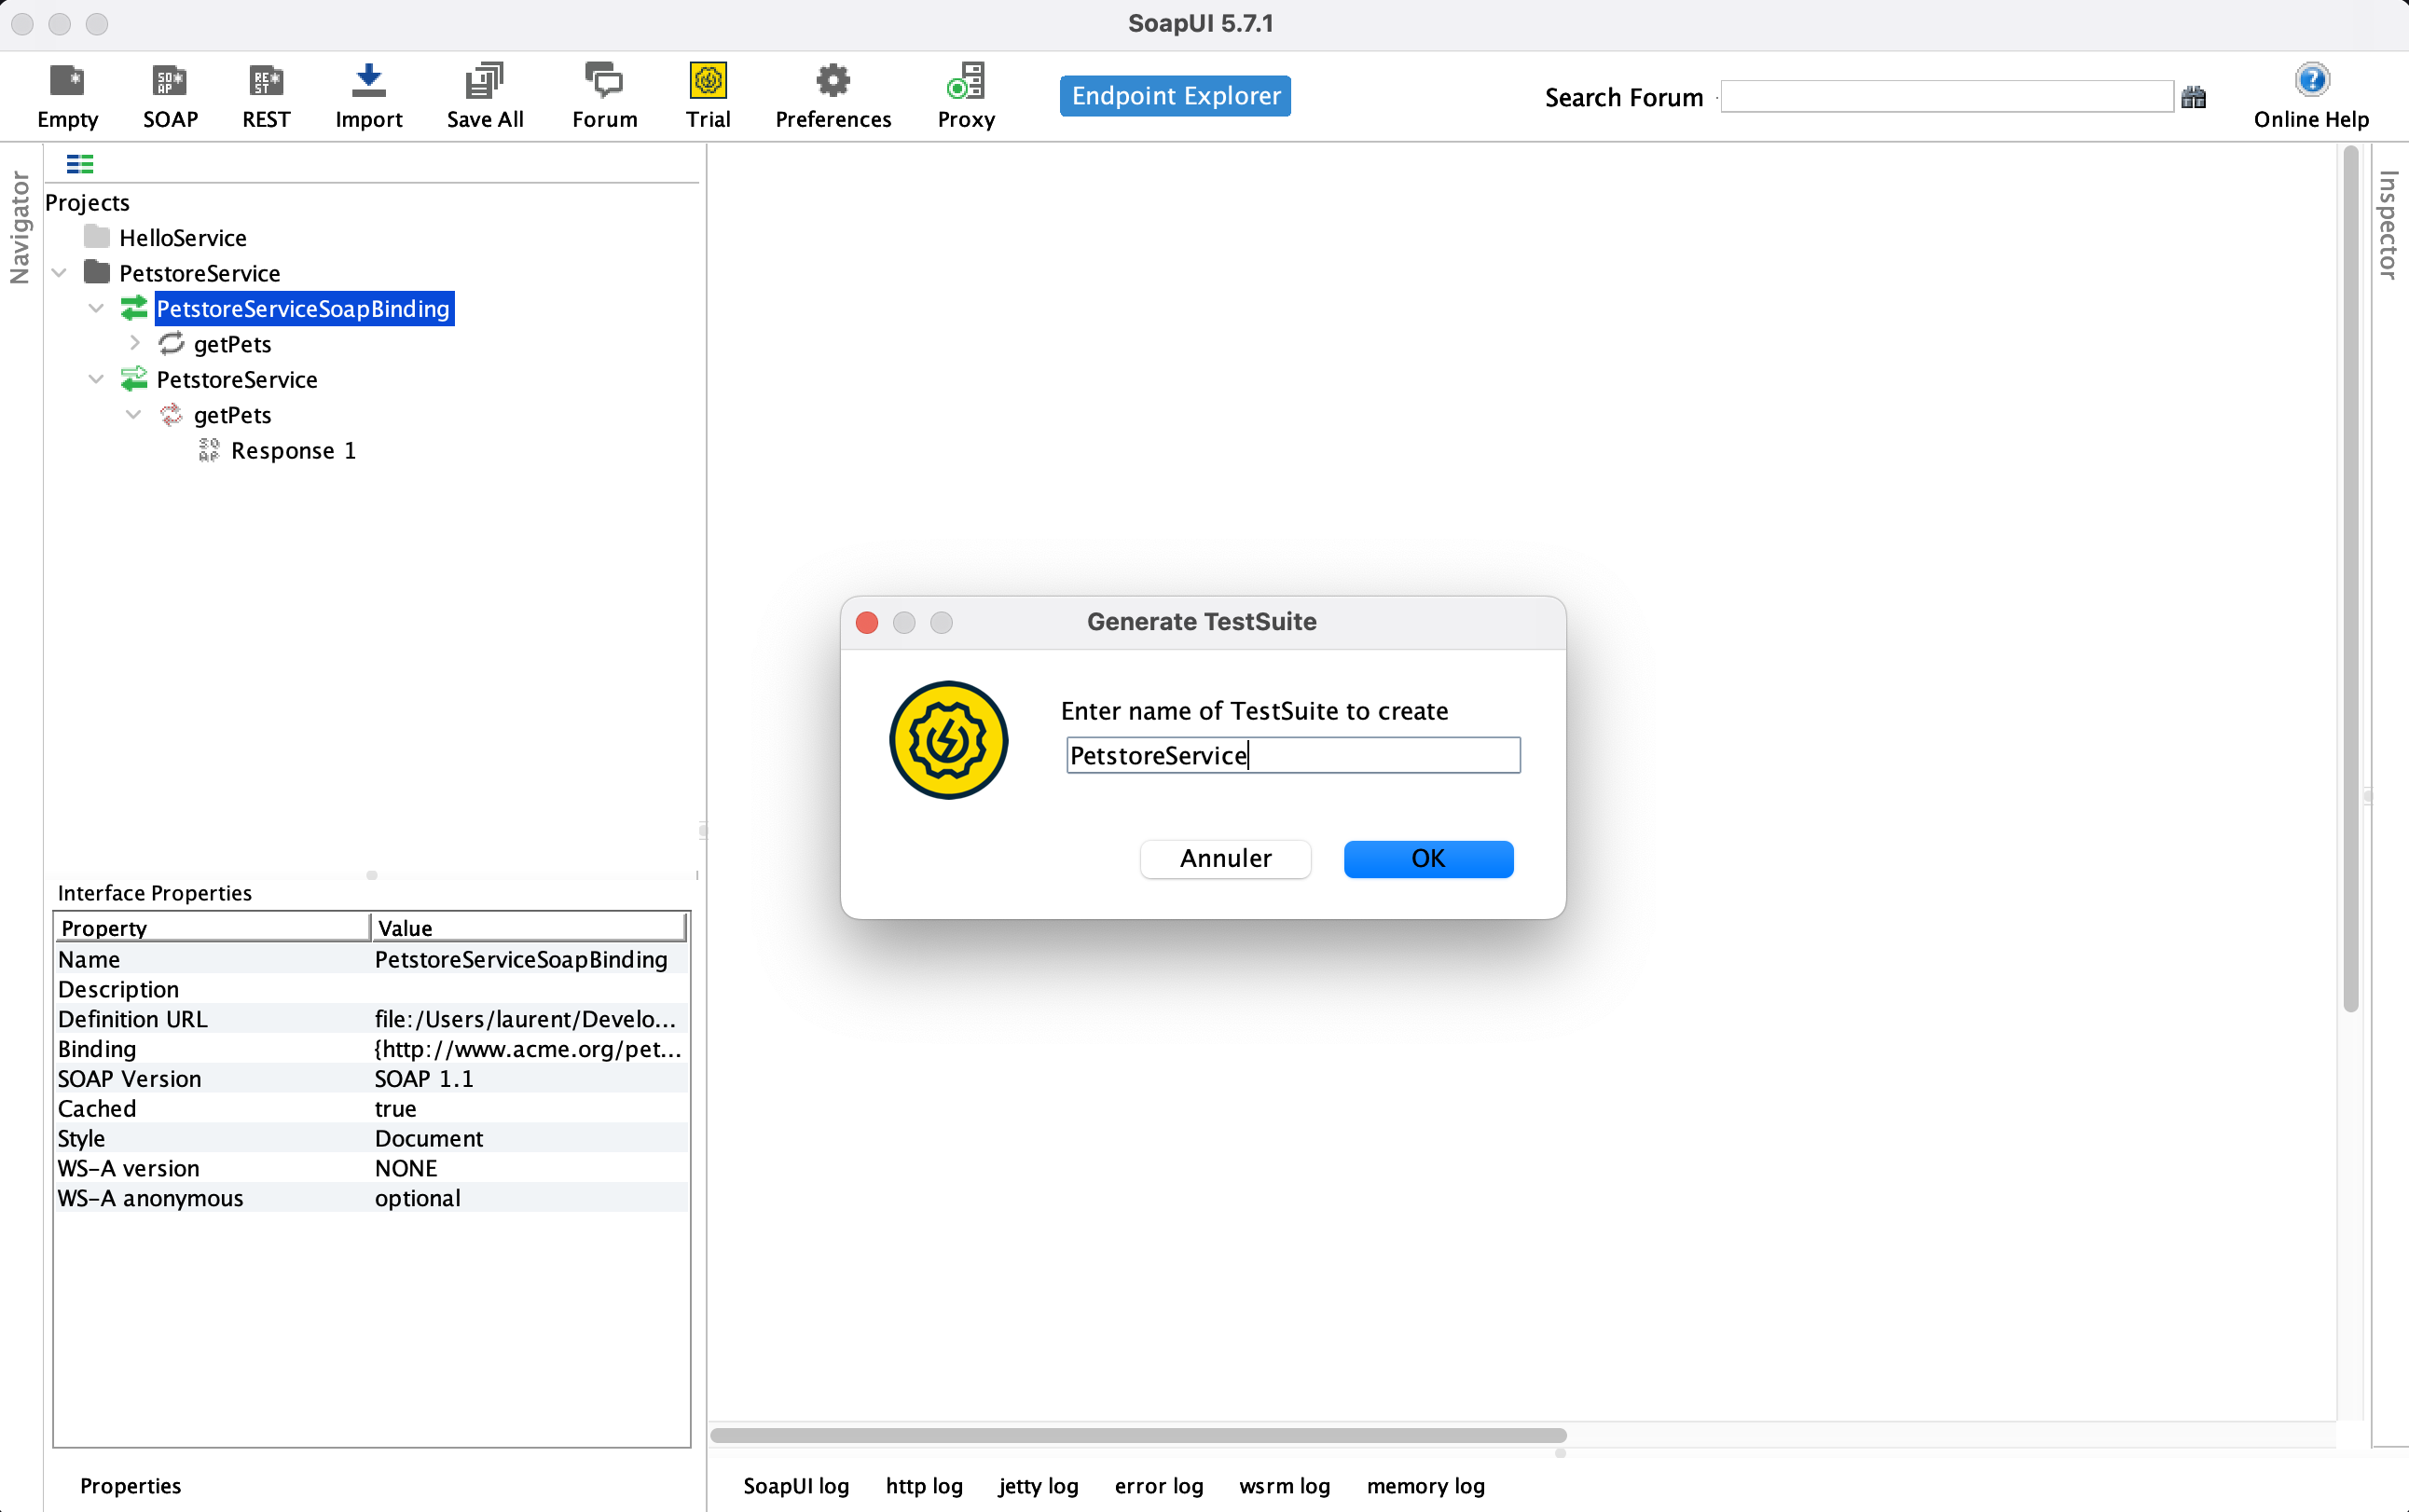 SoapUI 5.7.1
Empty
SOAP
REST
Import
Save All
Forum
Trial
Preferences
Proxy
Endpoint Explorer
Search Forum
Online Help
Navigator
Inspector
Projects
HelloService
PetstoreService
PetstoreServiceSoapBinding
getPets
PetstoreService
getPets
Response 1
Generate TestSuite
Enter name of TestSuite to create
PetstoreService
Annuler
OK
Interface Properties
Property Value
Name PetstoreServiceSoapBinding
Description
Definition URL file:/Users/laurent/Develo...
Binding {http://www.acme.org/pet...
SOAP Version SOAP 1.1
Cached true
Style Document
WS-A version NONE
WS-A anonymous optional
Properties
SoapUI log http log jetty log error log wsrm log memory log